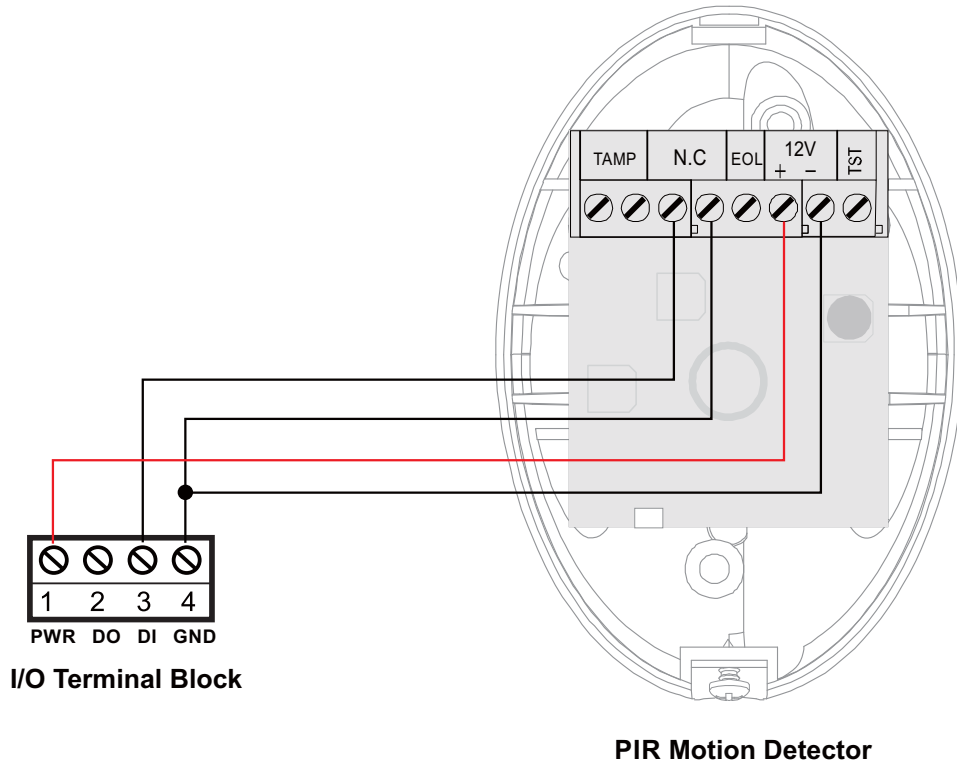 TAMP N.C EOL 12V TST
+ –
1 2 3 4
PWR DO DI GND
I/O Terminal Block
PIR Motion Detector